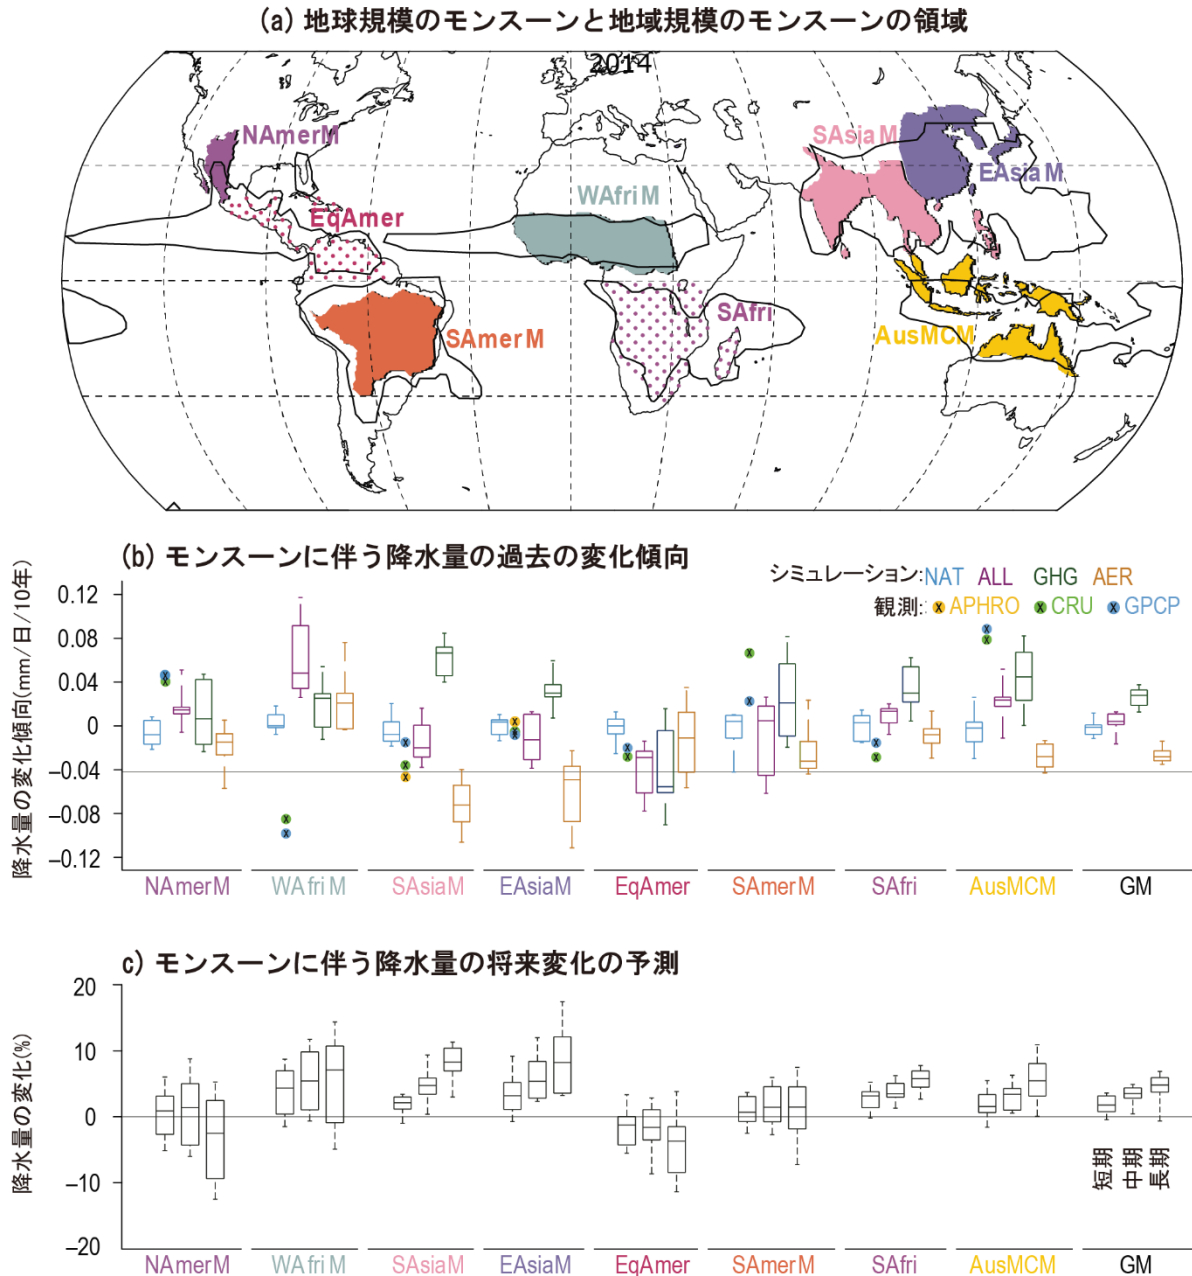 (a) 地球規模のモンスーンと地域規模のモンスーンの領域
2014
NAmerM
SAsiaM
EAsiaM
WAfriM
EqAmer
SAfri
SAmerM
AusMCM
(b) モンスーンに伴う降水量の過去の変化傾向
シミュレーション: NAT ALL GHG AER
観測: APHRO CRU GPCP
降水量の変化傾向(mm/日/10年)
0.12
0.08
0.04
0
−0.04
−0.08
−0.12
NAmerM WAfriM SAsiaM EAsiaM EqAmer SAmerM SAfri AusMCM GM
c) モンスーンに伴う降水量の将来変化の予測
降水量の変化(%)
20
10
0
−10
−20
短期 中期 長期
NAmerM WAfriM SAsiaM EAsiaM EqAmer SAmerM SAfri AusMCM GM